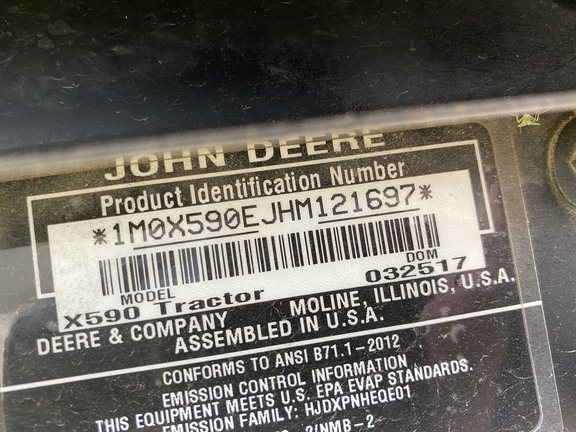 JOHN DEERE
Product Identification Number
*1M0X590EJHM121697*
MODEL DOM
X590 Tractor 032517
DEERE & COMPANY MOLINE, ILLINOIS, U.S.A.
ASSEMBLED IN U.S.A.
CONFORMS TO ANSI B71.1-2012
EMISSION CONTROL INFORMATION
THIS EQUIPMENT MEETS U.S. EPA EVAP STANDARDS.
EMISSION FAMILY: HJDXPNHEQE01